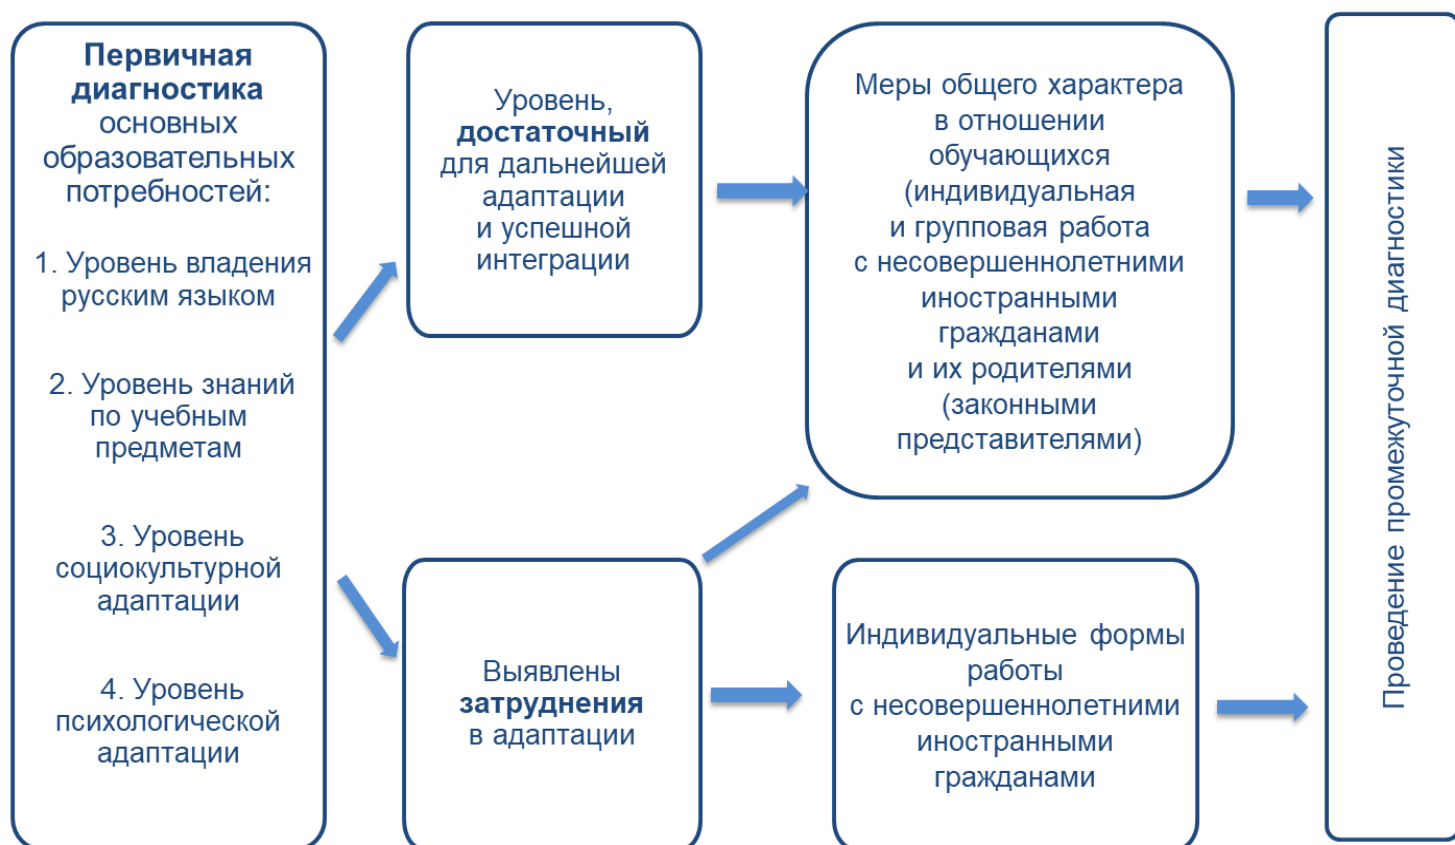 Первичная
диагностика
основных
образовательных
потребностей:
1. Уровень владения
русским языком
2. Уровень знаний
по учебным
предметам
3. Уровень
социокультурной
адаптации
4. Уровень
психологической
адаптации
Уровень,
достаточный
для дальнейшей
адаптации
и успешной
интеграции
Выявлены
затруднения
в адаптации
Меры общего характера
в отношении
обучающихся
(индивидуальная
и групповая работа
с несовершеннолетними
иностранными
гражданами
и их родителями
(законными
представителями)
Индивидуальные формы
работы
с несовершеннолетними
иностранными
гражданами
Проведение промежуточной диагностики